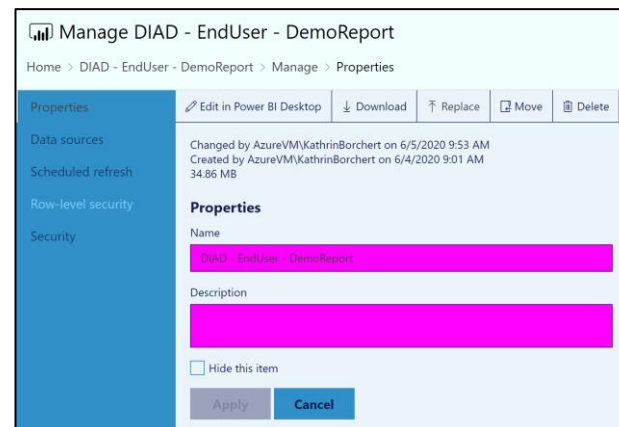 Manage DIAD - EndUser - DemoReport
Home > DIAD - EndUser - DemoReport > Manage > Properties
Properties
Edit in Power BI Desktop
Download
Replace
Move
Delete
Data sources
Scheduled refresh
Row-level security
Security
Changed by AzureVM\KathrinBorchert on 6/5/2020 9:53 AM
Created by AzureVM\KathrinBorchert on 6/4/2020 9:01 AM
34.86 MB
Properties
Name
DIAD - EndUser - DemoReport
Description
Hide this item
Apply
Cancel